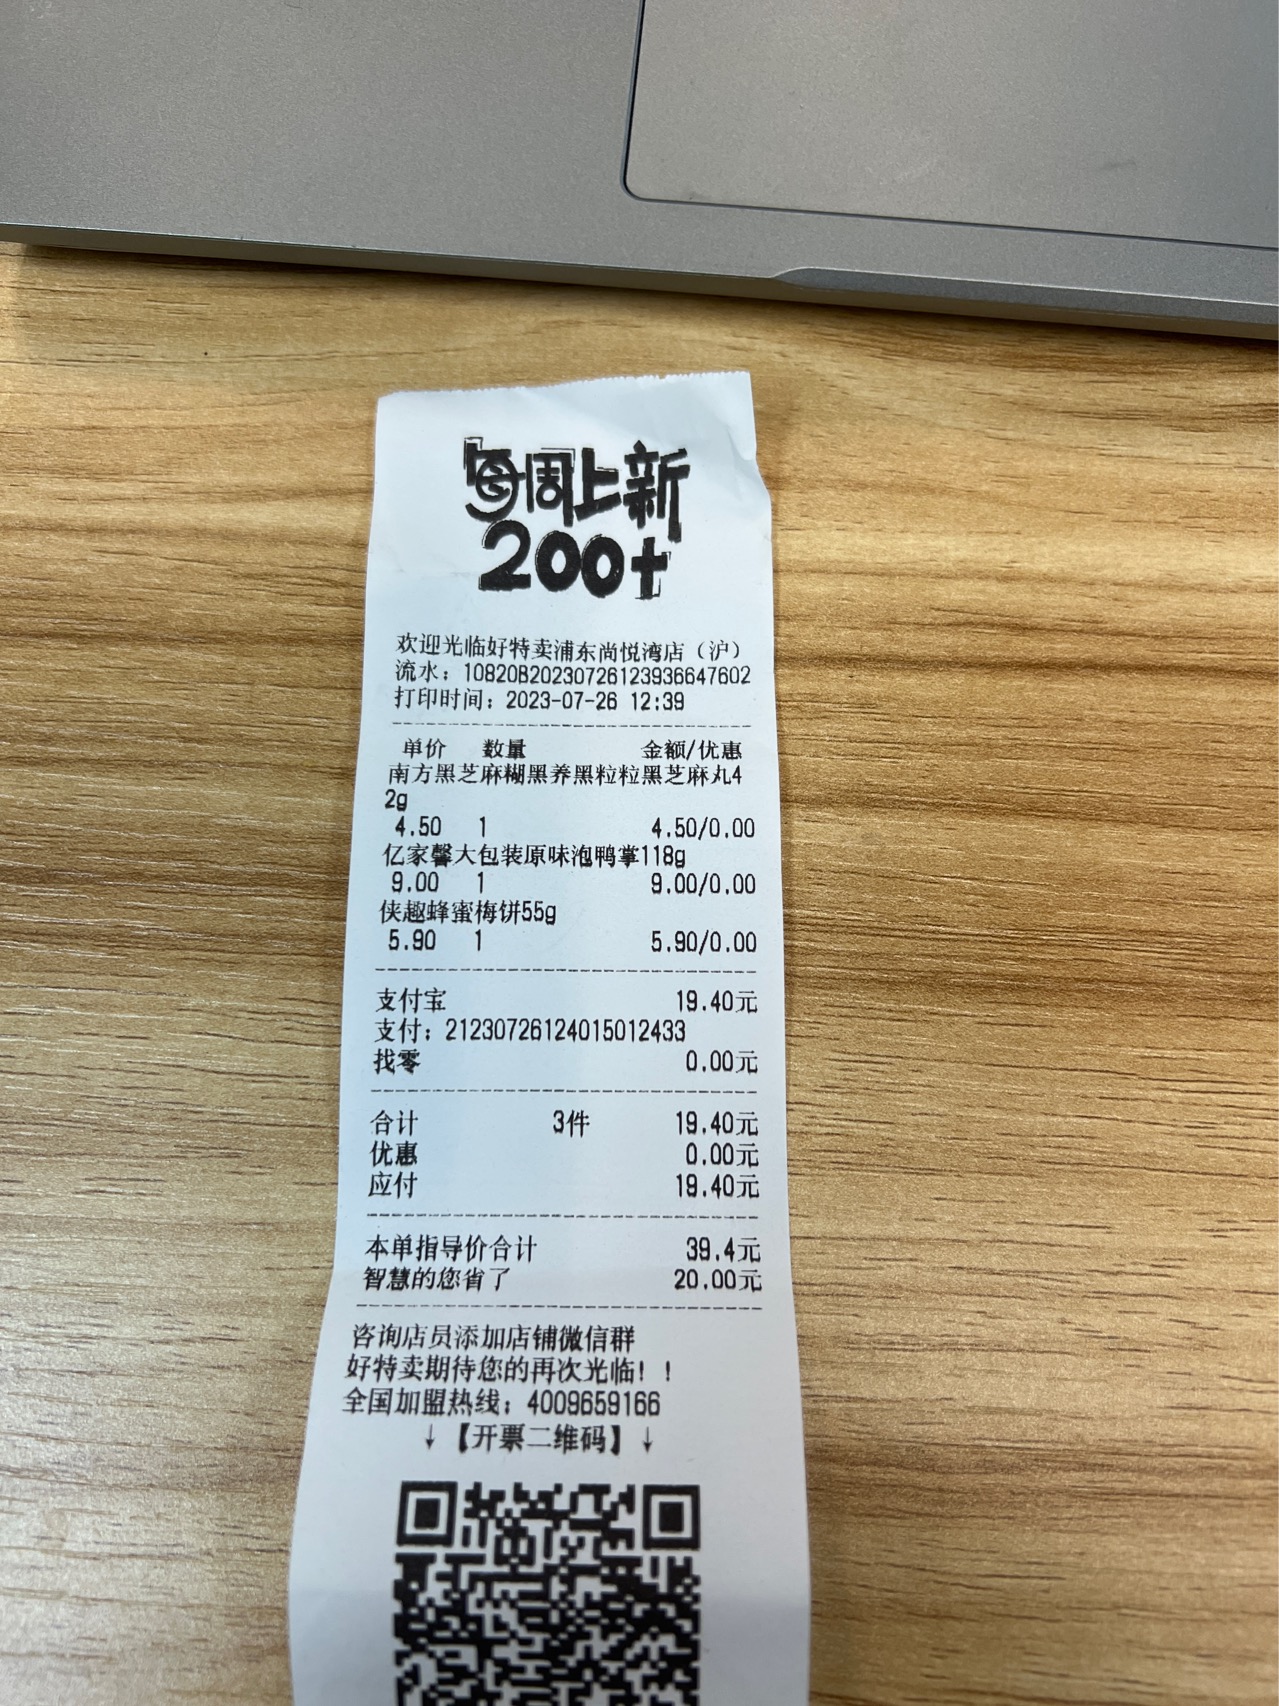 每周上新
200+
欢迎光临好特卖浦东尚悦湾店（沪）
流水：10820B20230726123936647602
打印时间：2023-07-26 12:39
单价 数量 金额/优惠
南方黑芝麻糊黑养黑粒粒黑芝麻丸4
2g
4.50 1 4.50/0.00
亿家馨大包装原味泡鸭掌118g
9.00 1 9.00/0.00
侠趣蜂蜜梅饼55g
5.90 1 5.90/0.00
支付宝 19.40元
支付：21230726124015012433
找零 0.00元
合计 3件 19.40元
优惠 0.00元
应付 19.40元
本单指导价合计 39.4元
智慧的您省了 20.00元
咨询店员添加店铺微信群
好特卖期待您的再次光临！！
全国加盟热线：4009659166
↓【开票二维码】↓